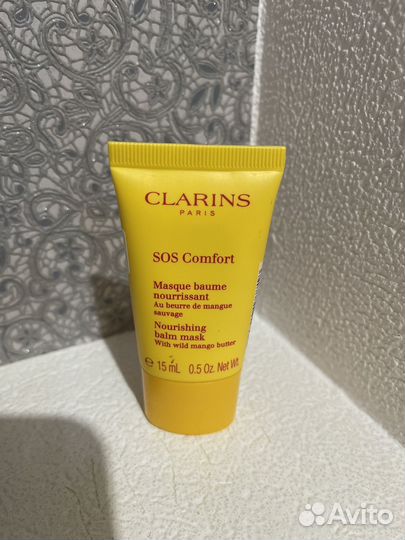 CLARINS
PARIS
SOS Comfort
Masque baume
nourrissant
Au beurre de mangue
sauvage
Nourishing
balm mask
With wild mango butter
e 15 mL 0.5 Oz. Net Wt.
Avito